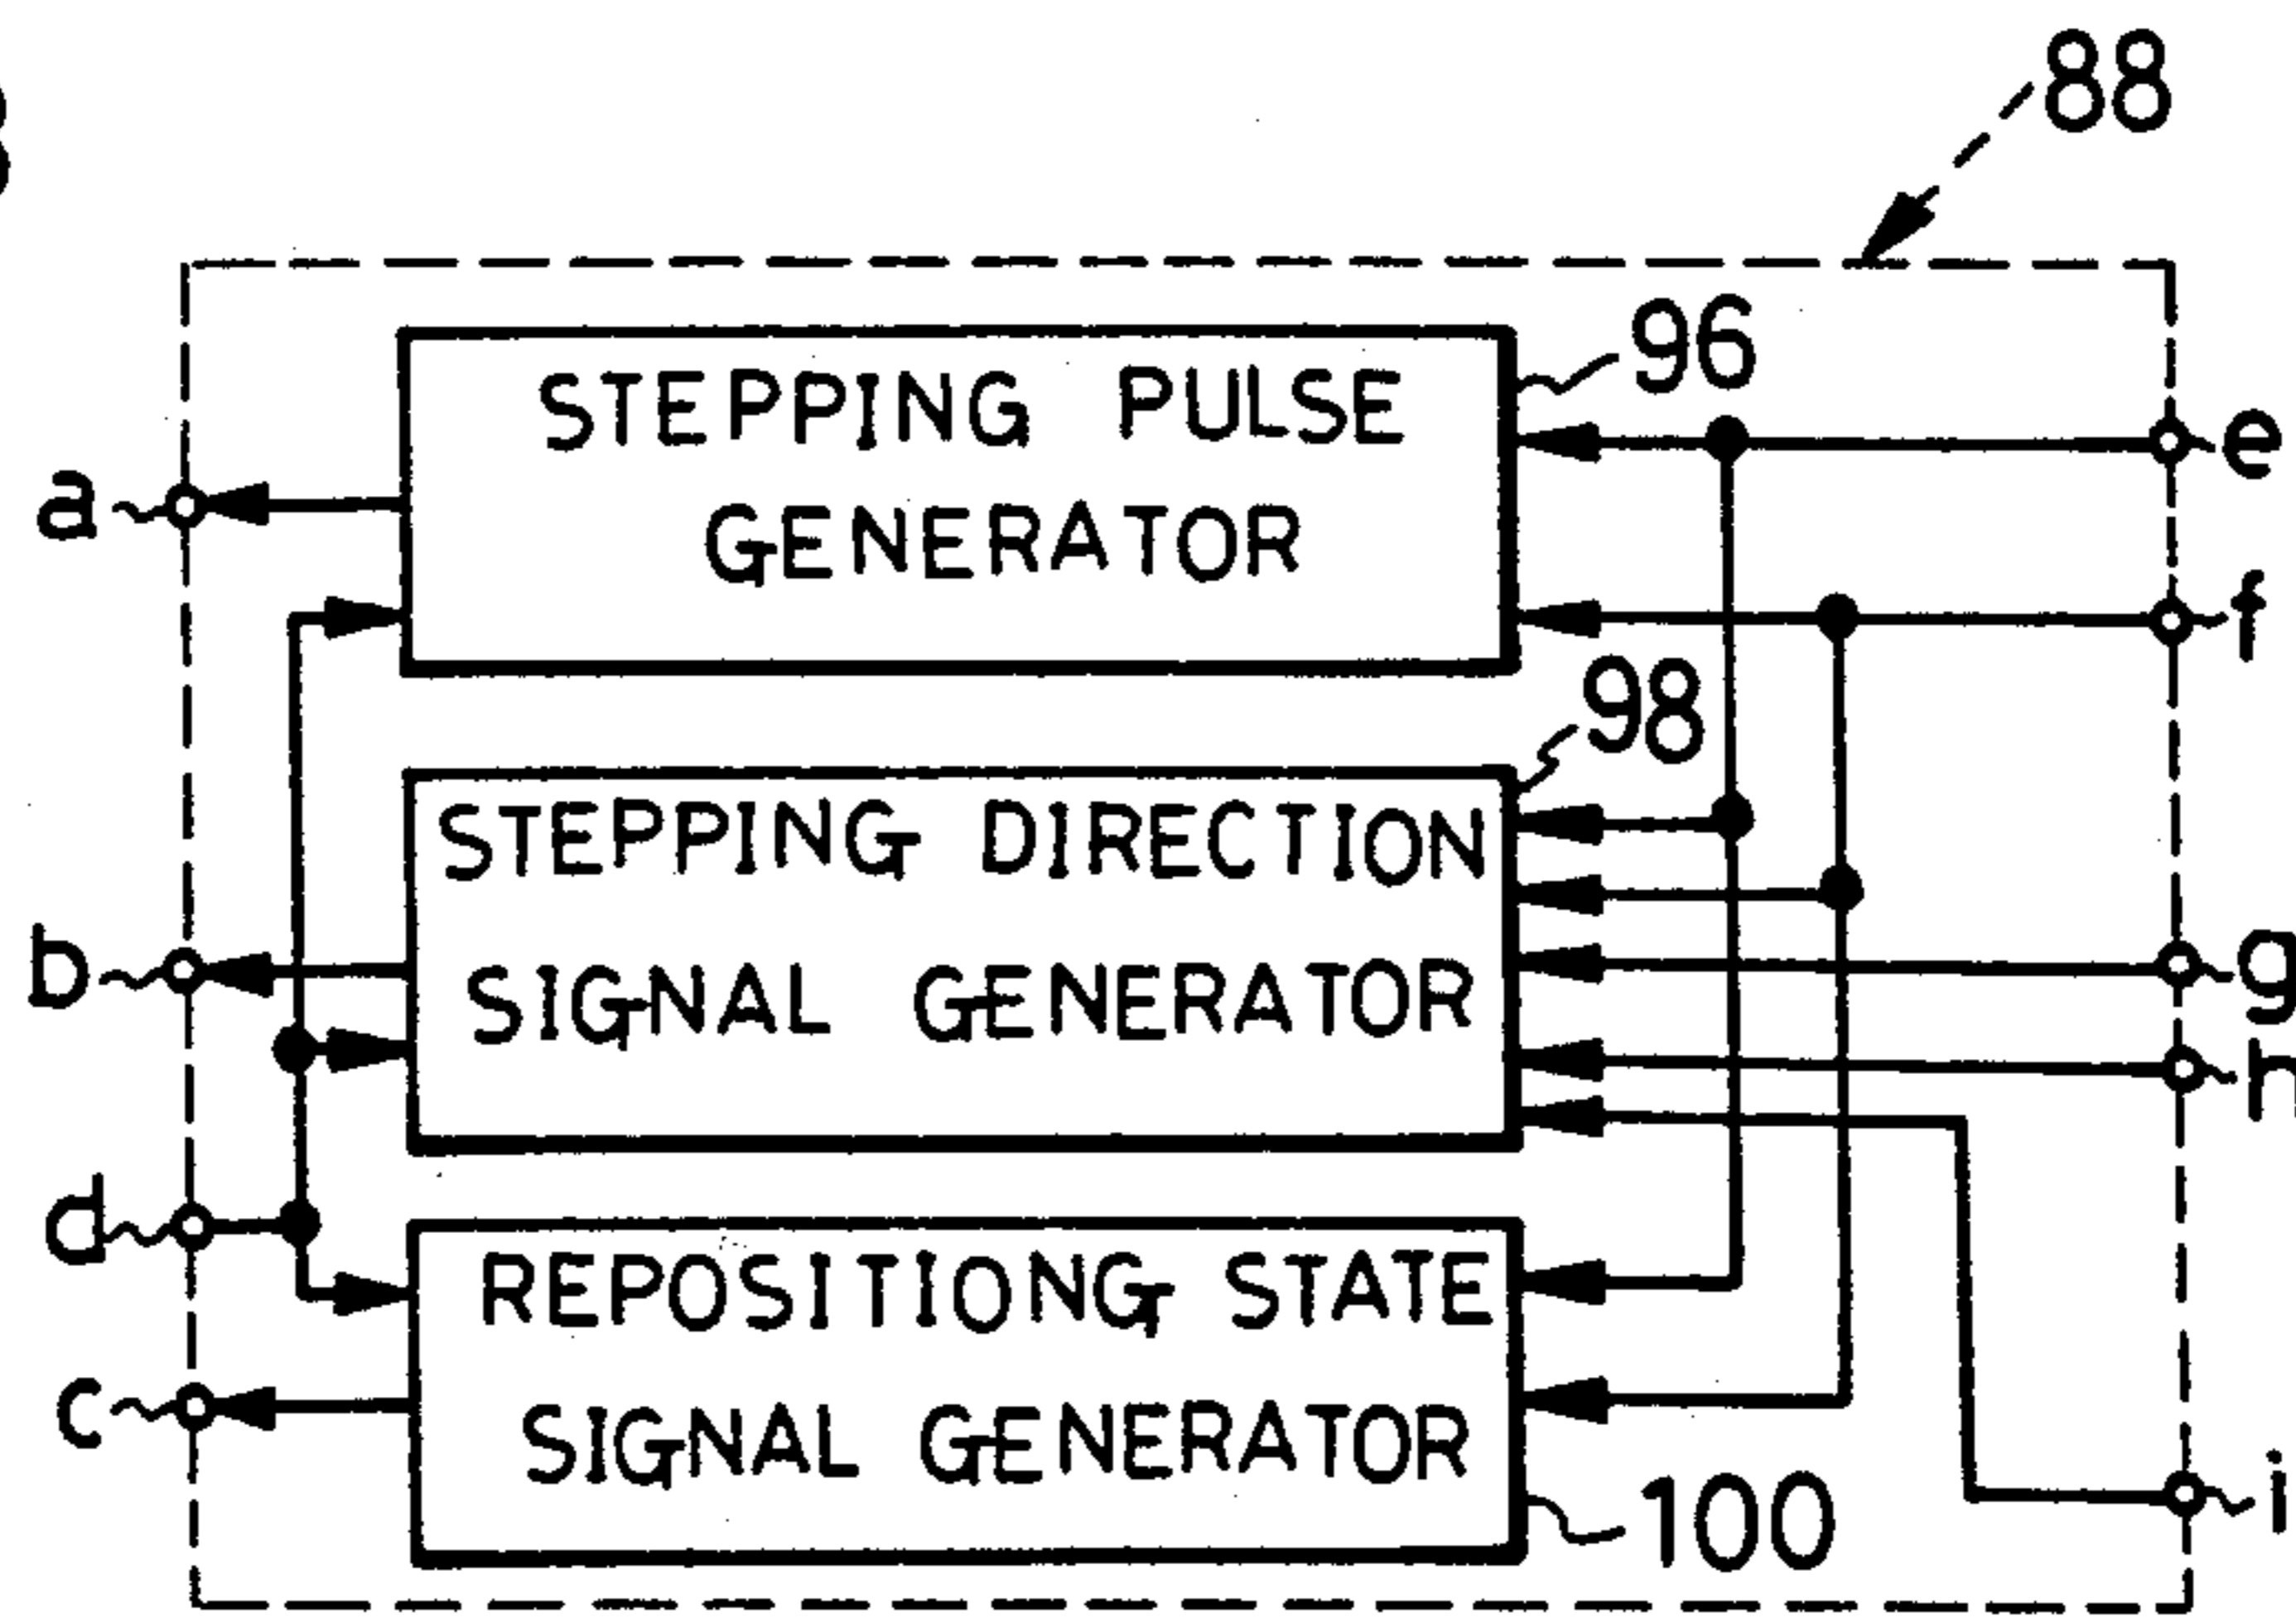 88
96
STEPPING PULSE
GENERATOR
e
a
f
98
STEPPING DIRECTION
SIGNAL GENERATOR
b
g
h
d
REPOSITIONG STATE
SIGNAL GENERATOR
c
100
i